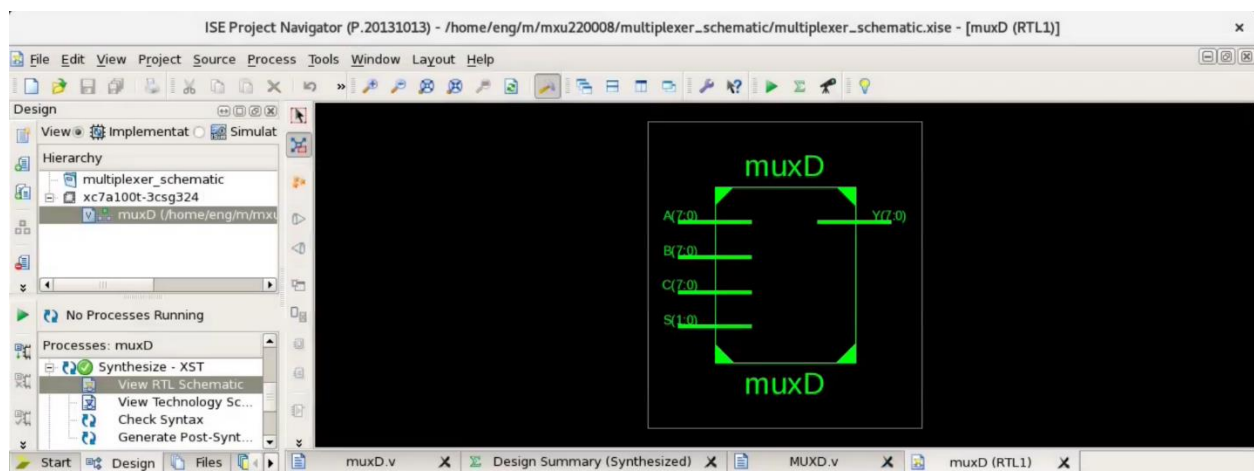 ISE Project Navigator (P.20131013) - /home/eng/m/mxu220008/multiplexer_schematic/multiplexer_schematic.xise - [muxD (RTL1)]
File Edit View Project Source Process Tools Window Layout Help
Design
View Implementat Simulat
Hierarchy
multiplexer_schematic
xc7a100t-3csg324
muxD (/home/eng/m/mxu
No Processes Running
Processes: muxD
Synthesize - XST
View RTL Schematic
View Technology Sc...
Check Syntax
Generate Post-Synt...
Start Design Files
muxD
A(7:0) Y(7:0)
B(7:0)
C(7:0)
S(1:0)
muxD
muxD.v Design Summary (Synthesized) MUXD.v muxD (RTL1)